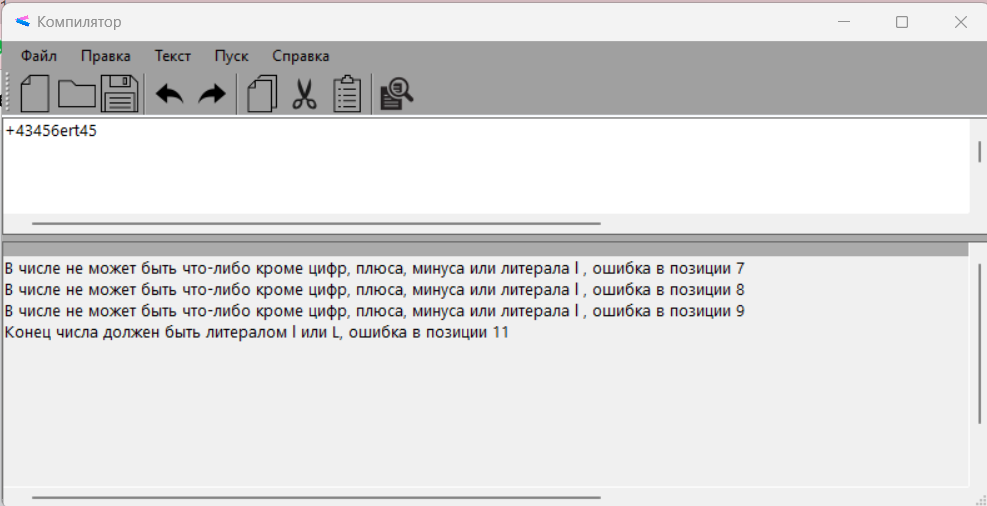 Компилятор
Файл Правка Текст Пуск Справка
+43456ert45
В числе не может быть что-либо кроме цифр, плюса, минуса или литерала l , ошибка в позиции 7
В числе не может быть что-либо кроме цифр, плюса, минуса или литерала l , ошибка в позиции 8
В числе не может быть что-либо кроме цифр, плюса, минуса или литерала l , ошибка в позиции 9
Конец числа должен быть литералом l или L, ошибка в позиции 11